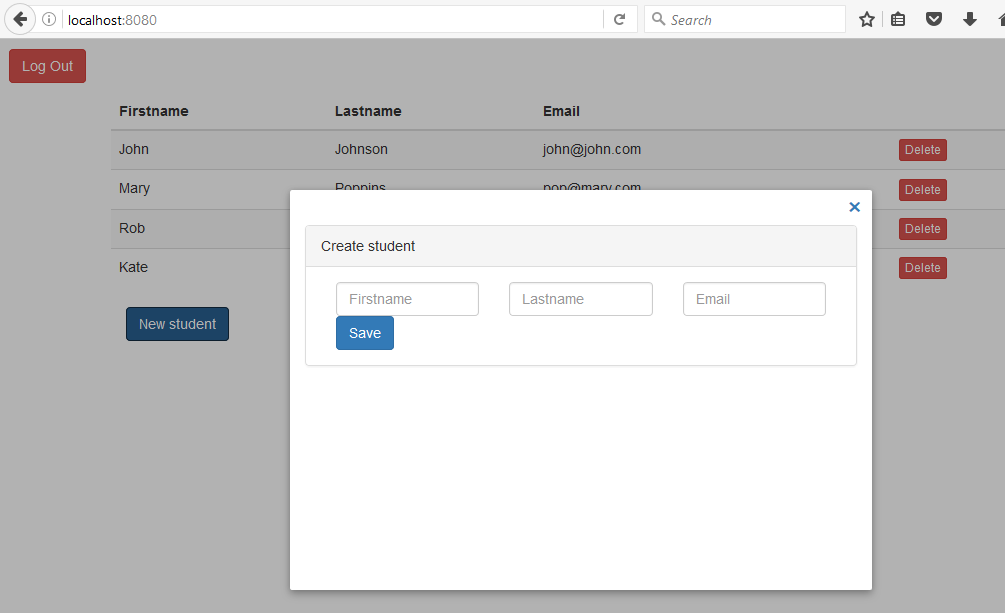 localhost:8080
Search
Log Out
Firstname Lastname Email
John Johnson john@john.com Delete
Mary Poppins pop@mary.com Delete
Rob Delete
Kate Delete
New student
×
Create student
Firstname Lastname Email
Save